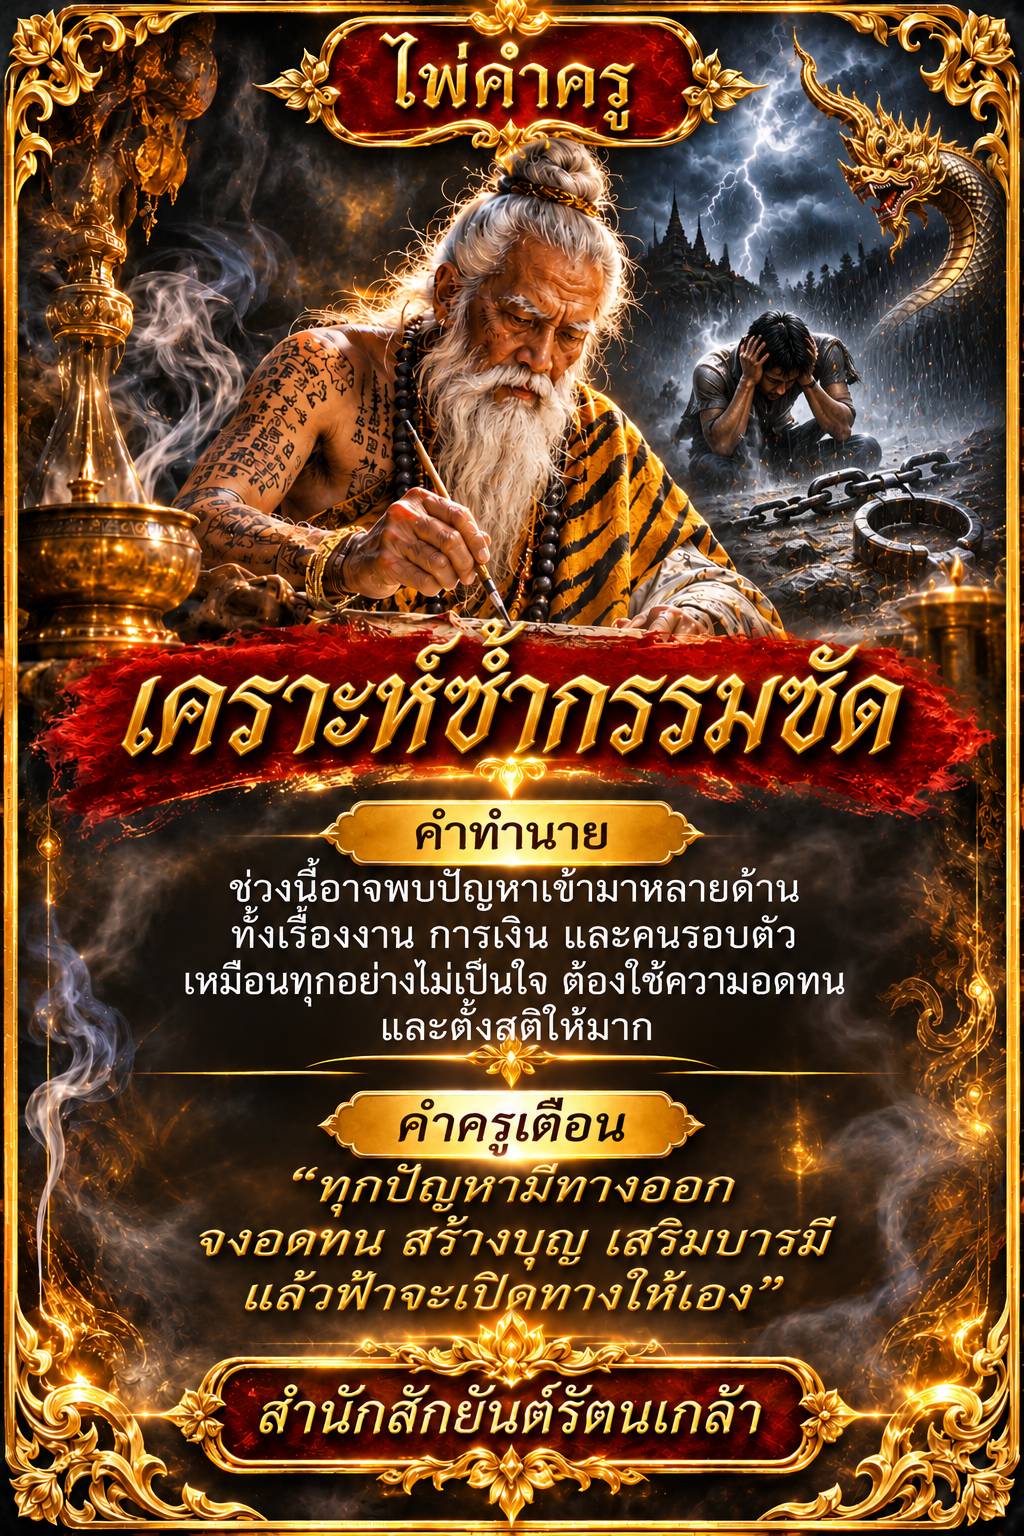 ไพ่คำครู
เคราะห์ซ้ำกรรมซัด
คำทำนาย
ช่วงนี้อาจพบปัญหาเข้ามาหลายด้าน
ทั้งเรื่องงาน การเงิน และคนรอบตัว
เหมือนทุกอย่างไม่เป็นใจ ต้องใช้ความอดทน
และตั้งสติให้มาก
คำครูเตือน
“ทุกปัญหามีทางออก
จงอดทน สร้างบุญ เสริมบารมี
แล้วฟ้าจะเปิดทางให้เอง”
สำนักสักยันต์รัตนเกล้า